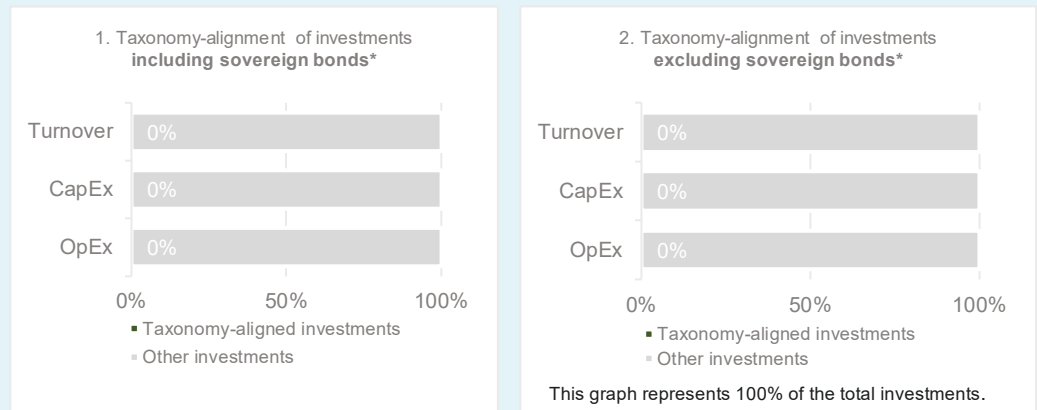 1. Taxonomy-alignment of investments
including sovereign bonds*
Turnover 0%
CapEx 0%
OpEx 0%
0% 50% 100%
Taxonomy-aligned investments
Other investments
2. Taxonomy-alignment of investments
excluding sovereign bonds*
Turnover 0%
CapEx 0%
OpEx 0%
0% 50% 100%
Taxonomy-aligned investments
Other investments
This graph represents 100% of the total investments.